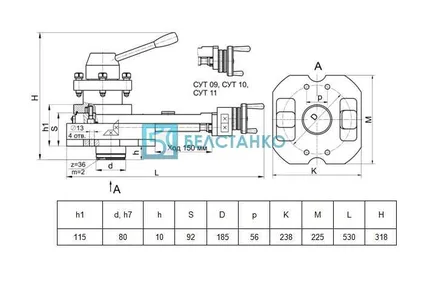 СУТ 09, СУТ 10,
СУТ 11
A
H
h1
S
⌀13
4 отв.
БЕЛСТАНКО
Ход 150 мм
h
z=36
m=2
d
L
A
p
D
M
K
h1 d, h7 h S D p K M L H
115 80 10 92 185 56 238 225 530 318